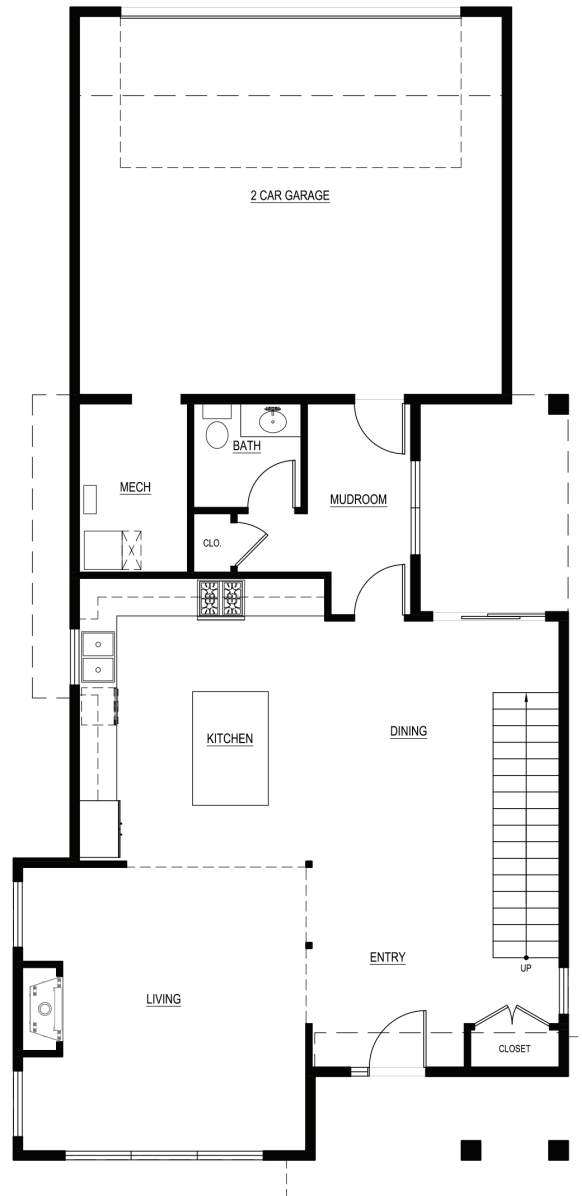 2 CAR GARAGE
BATH
MECH
MUDROOM
CLO.
KITCHEN
DINING
ENTRY
UP
LIVING
CLOSET